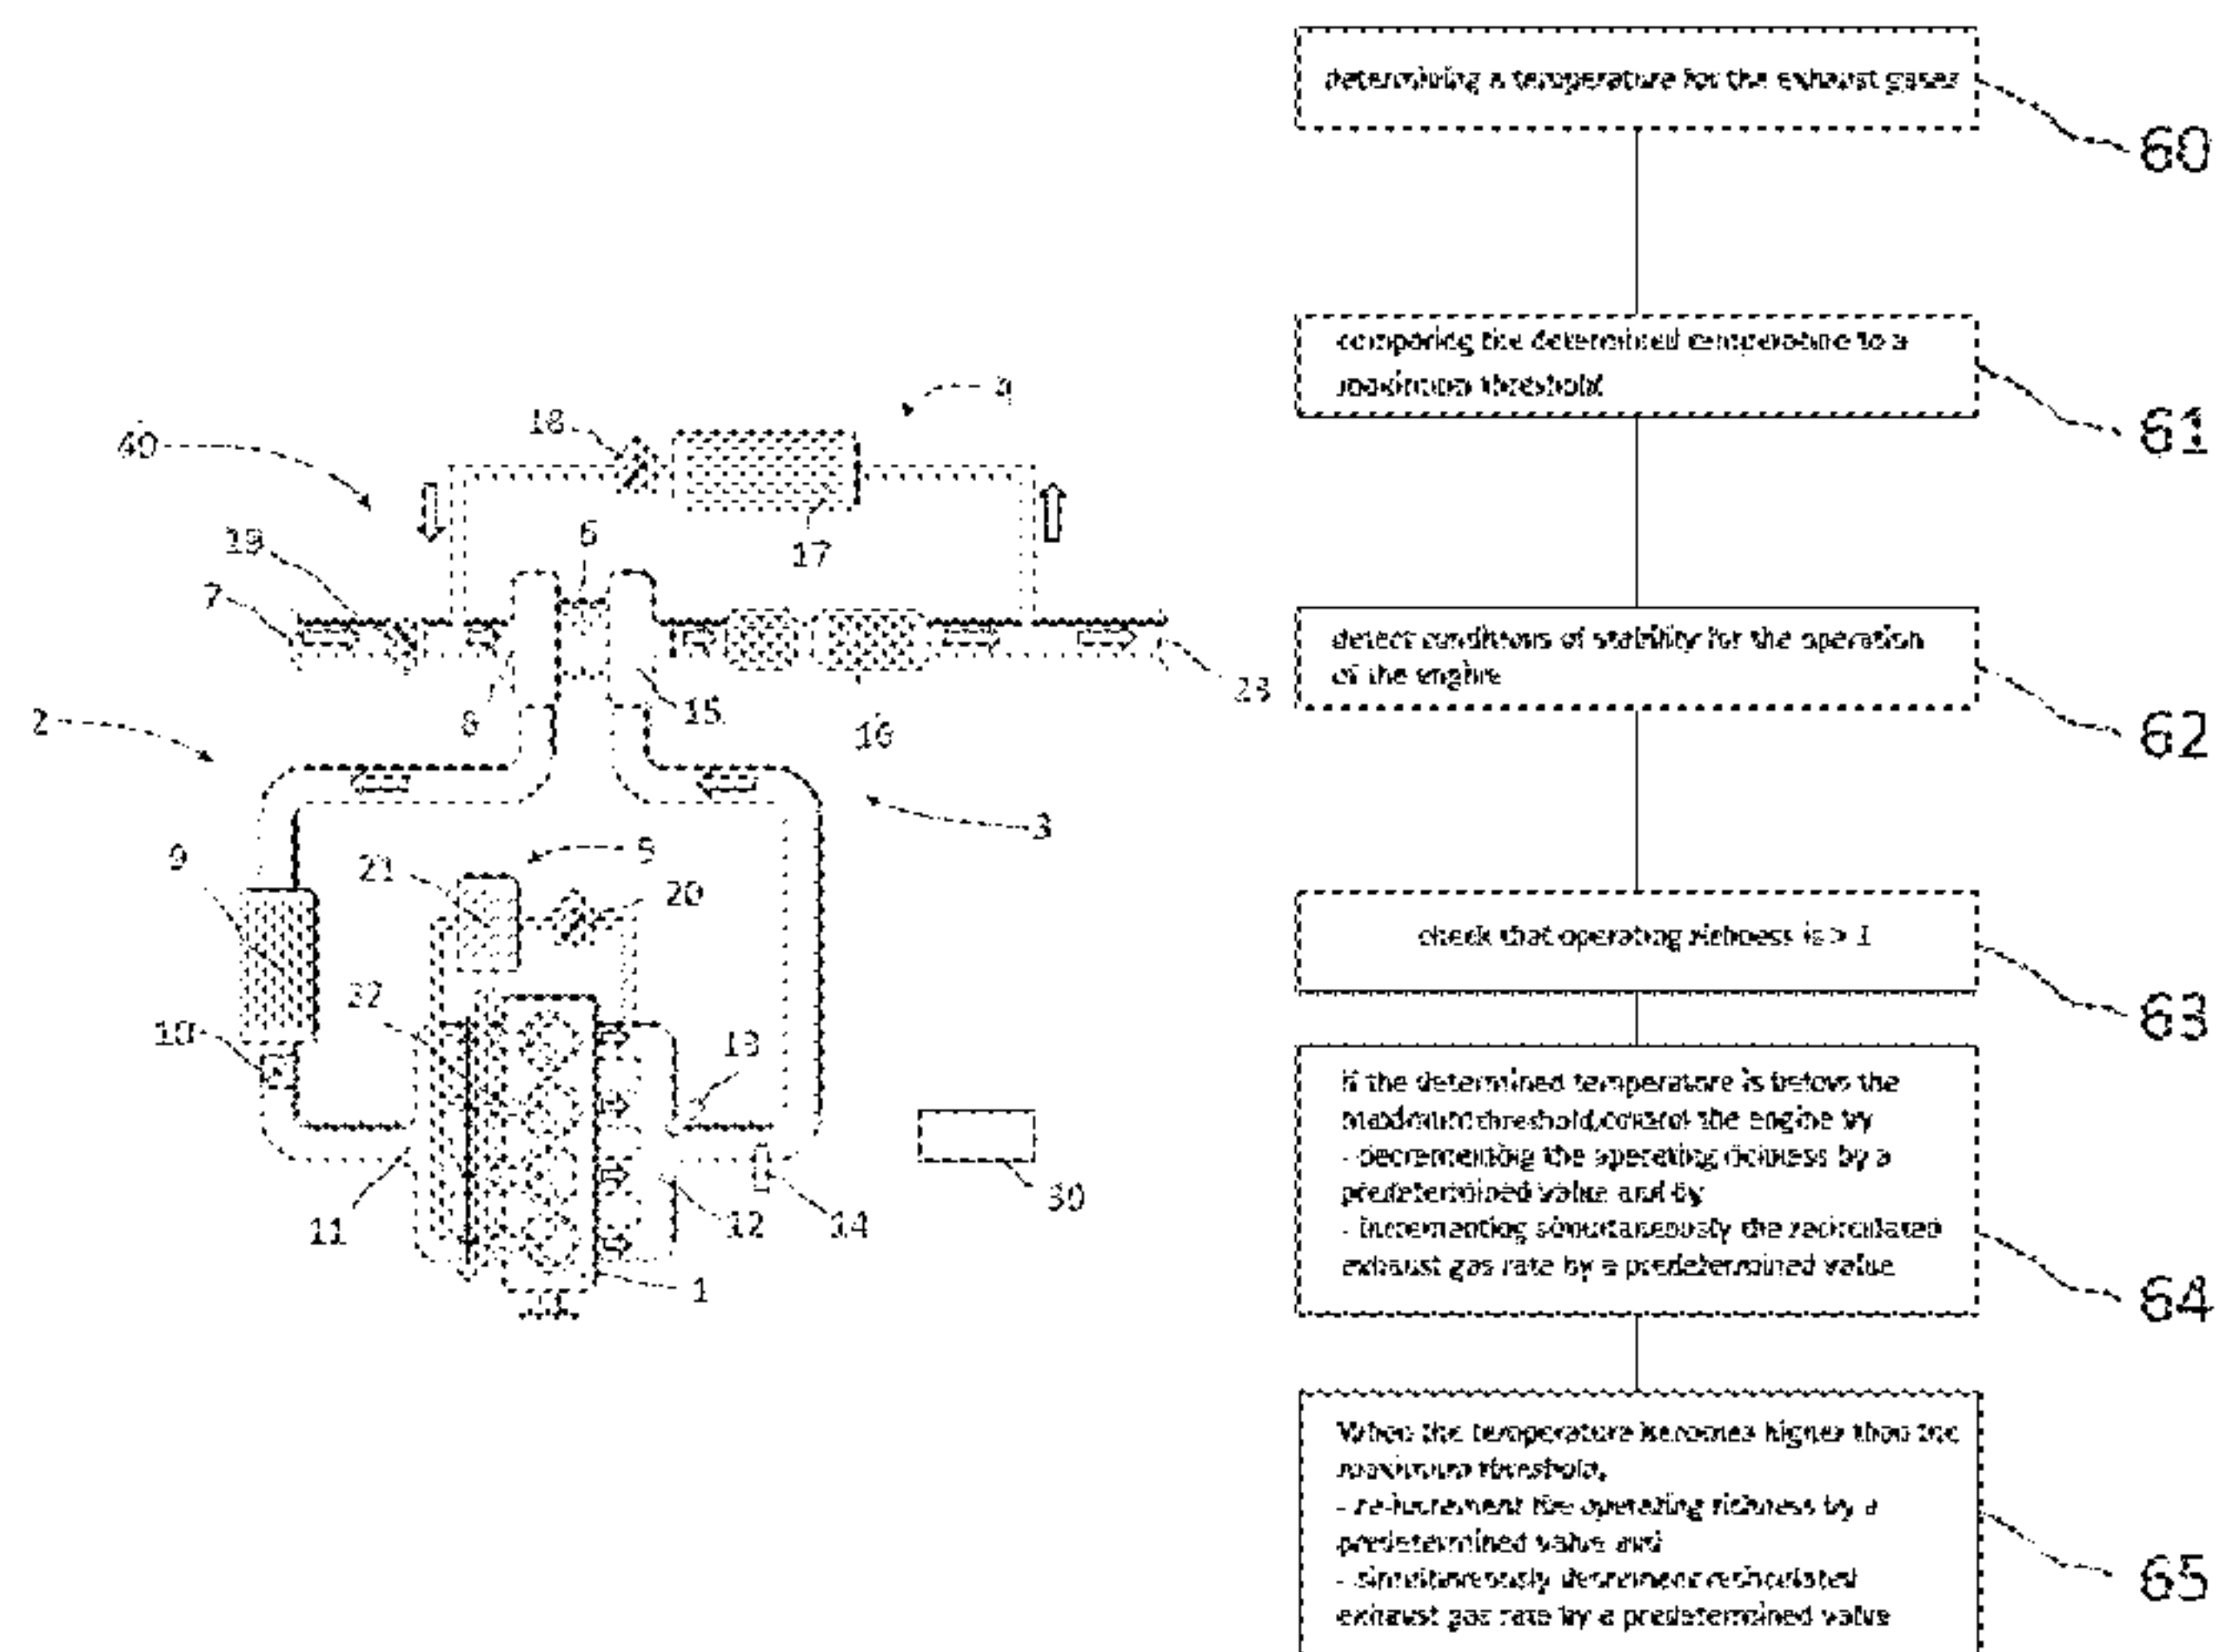 determining a temperature for the exhaust gases
60
comparing the determined temperature to a
maximum threshold
61
detect conditions of stability for the operation
of the engine
62
check that operating richness is > 1
63
if the determined temperature is below the
maximum threshold, control the engine by
- decrementing the operating richness by a
predetermined value and by
- incrementing simultaneously the recirculated
exhaust gas rate by a predetermined value
64
When the temperature becomes higher than the
maximum threshold,
- re-increment the operating richness by a
predetermined value and
- simultaneously decrement recirculated
exhaust gas rate by a predetermined value
65
40
18
4
19
6
17
7
8
15
16
23
2
3
9
21
5
20
22
10
13
11
12
14
30
1